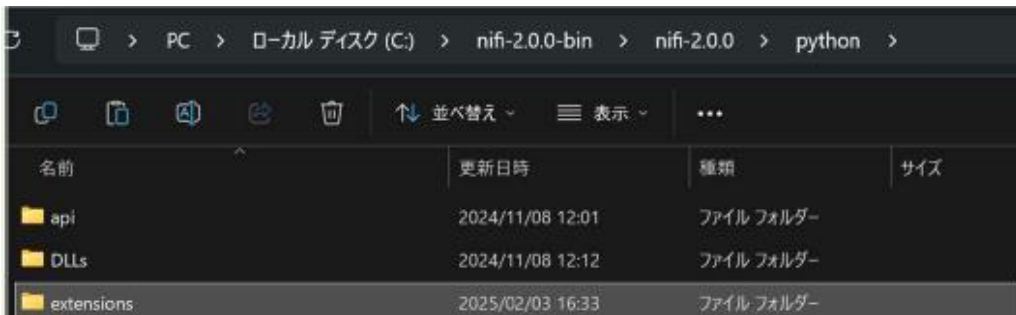 PC > ローカル ディスク (C:) > nifi-2.0.0-bin > nifi-2.0.0 > python >
並べ替え 表示 ...
名前 更新日時 種類 サイズ
api 2024/11/08 12:01 ファイル フォルダー
DLLs 2024/11/08 12:12 ファイル フォルダー
extensions 2025/02/03 16:33 ファイル フォルダー